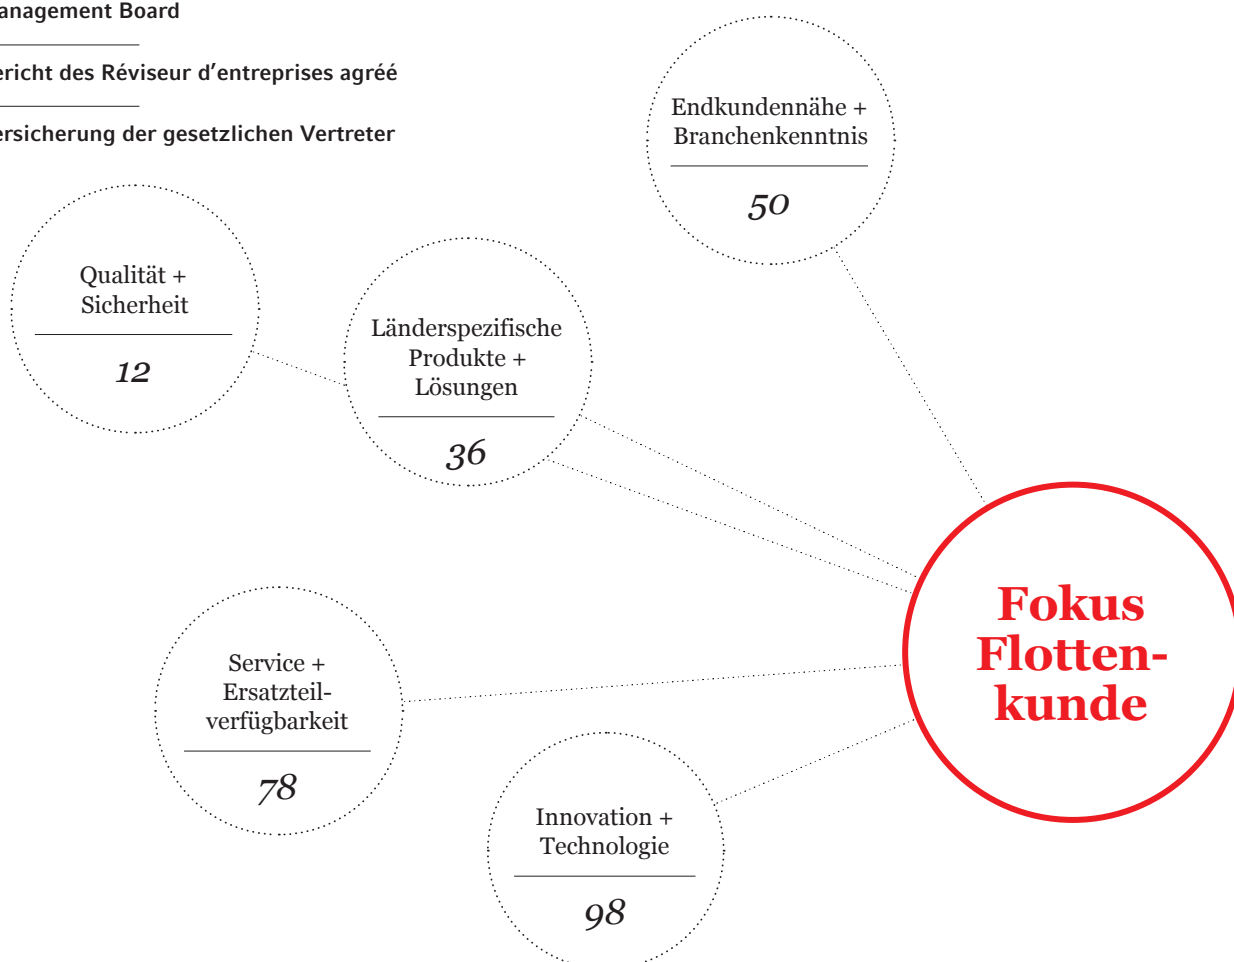 anagement Board
ericht des Réviseur d’entreprises agréé
ersicherung der gesetzlichen Vertreter
Endkundennähe +
Branchenkenntnis
50
Qualität +
Sicherheit
12
Länderspezifische
Produkte +
Lösungen
36
Fokus
Flotten-
kunde
Service +
Ersatzteil-
verfügbarkeit
78
Innovation +
Technologie
98